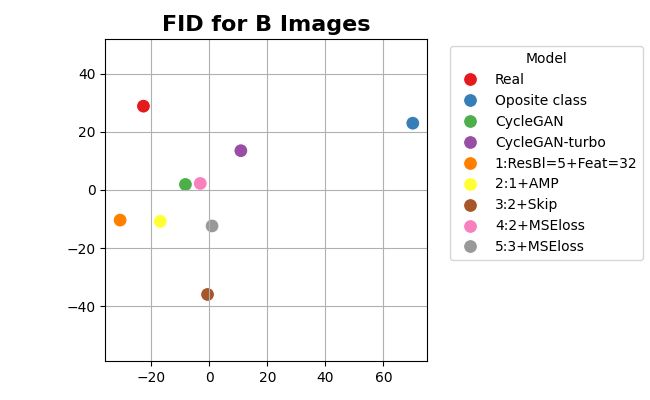 FID for B Images
40
20
0
−20
−40
−20 0 20 40 60
Model
Real
Oposite class
CycleGAN
CycleGAN-turbo
1:ResBl=5+Feat=32
2:1+AMP
3:2+Skip
4:2+MSEloss
5:3+MSEloss